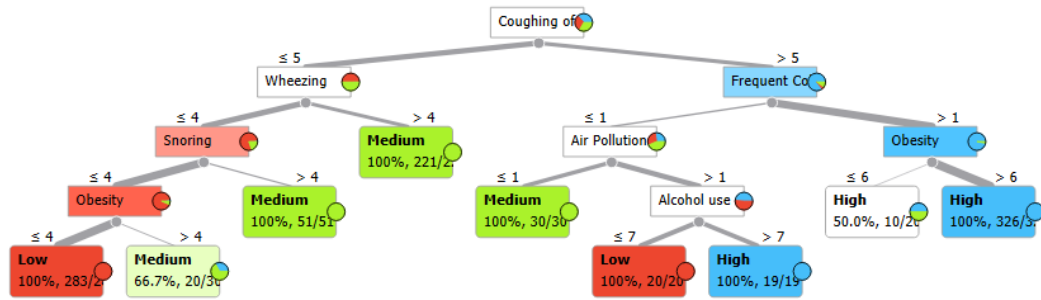 Coughing of
≤ 5
> 5
Wheezing
Frequent Co
≤ 4
> 4
≤ 1
> 1
Snoring
Medium
100%, 221/2
Air Pollution
Obesity
≤ 4
> 4
≤ 1
> 1
≤ 6
> 6
Obesity
Medium
100%, 51/51
Medium
100%, 30/30
Alcohol use
High
50.0%, 10/20
High
100%, 326/3
≤ 4
> 4
≤ 7
> 7
Low
100%, 283/2
Medium
66.7%, 20/30
Low
100%, 20/20
High
100%, 19/19